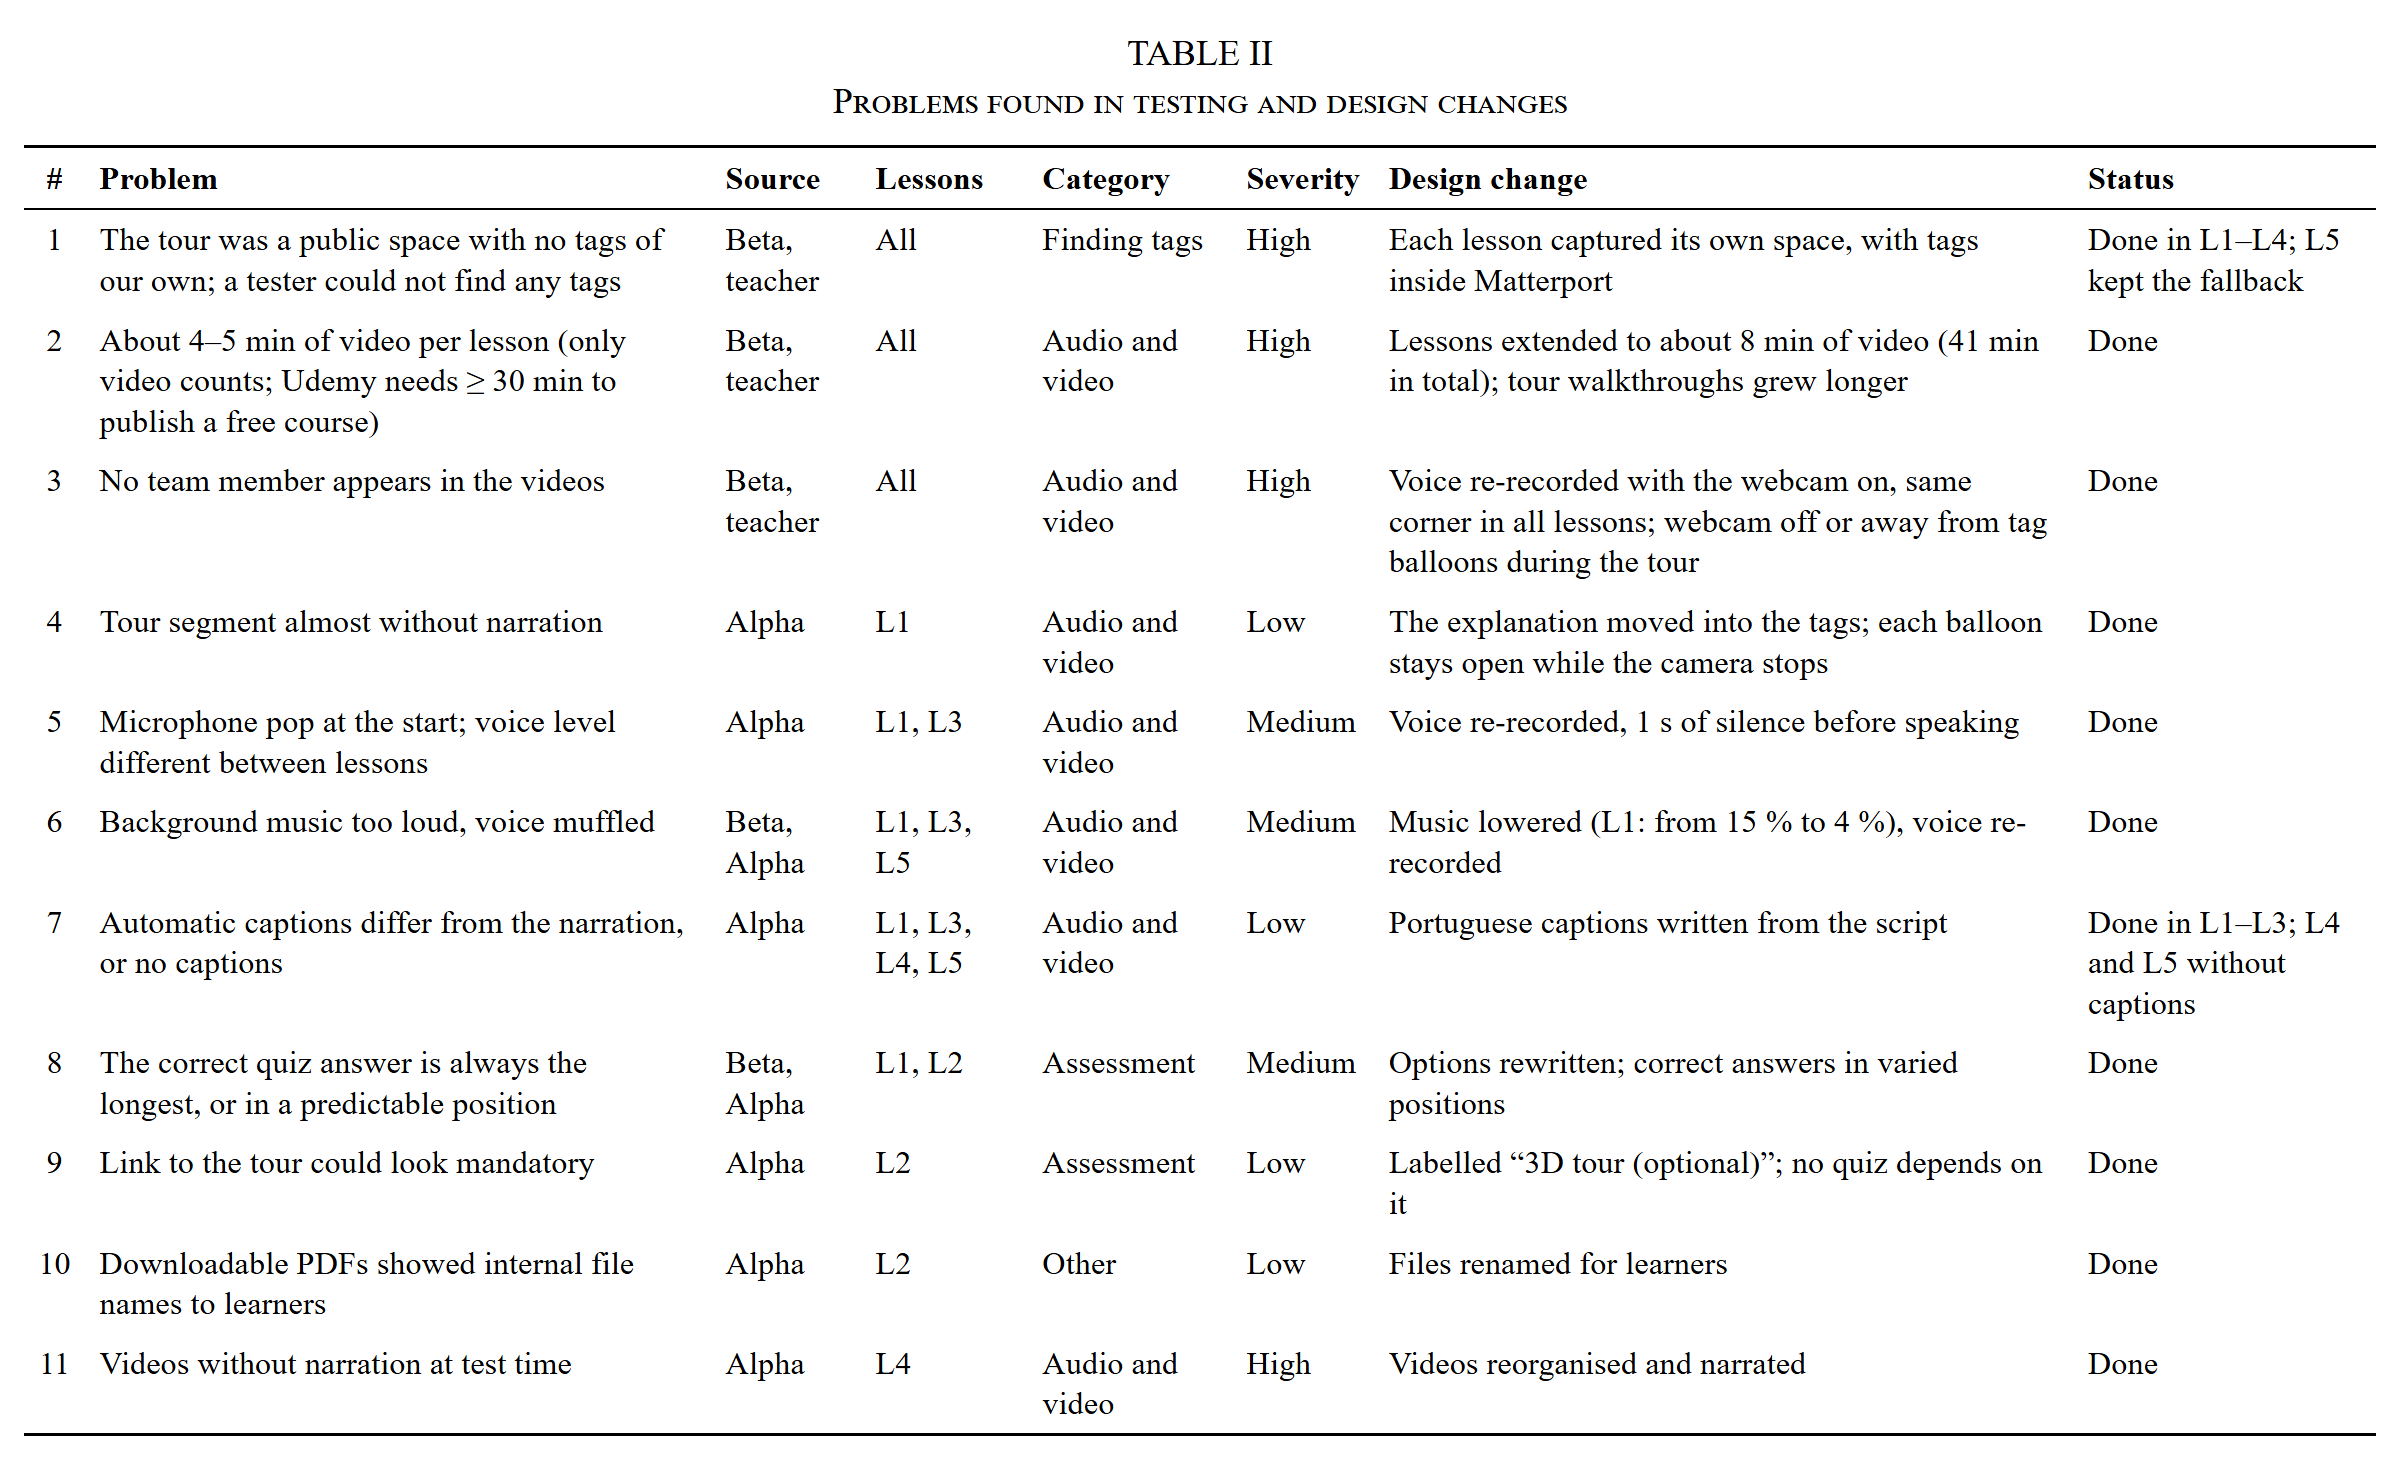 TABLE II
PROBLEMS FOUND IN TESTING AND DESIGN CHANGES
# Problem Source Lessons Category Severity Design change Status
1 The tour was a public space with no tags of Beta, All Finding tags High Each lesson captured its own space, with tags Done in L1–L4; L5
our own; a tester could not find any tags teacher inside Matterport kept the fallback
2 About 4–5 min of video per lesson (only Beta, All Audio and High Lessons extended to about 8 min of video (41 min Done
video counts; Udemy needs ≥ 30 min to teacher video in total); tour walkthroughs grew longer
publish a free course)
3 No team member appears in the videos Beta, All Audio and High Voice re-recorded with the webcam on, same Done
teacher video corner in all lessons; webcam off or away from tag
balloons during the tour
4 Tour segment almost without narration Alpha L1 Audio and Low The explanation moved into the tags; each balloon Done
video stays open while the camera stops
5 Microphone pop at the start; voice level Alpha L1, L3 Audio and Medium Voice re-recorded, 1 s of silence before speaking Done
different between lessons video
6 Background music too loud, voice muffled Beta, L1, L3, Audio and Medium Music lowered (L1: from 15 % to 4 %), voice re- Done
Alpha L5 video recorded
7 Automatic captions differ from the narration, Alpha L1, L3, Audio and Low Portuguese captions written from the script Done in L1–L3; L4
or no captions L4, L5 video and L5 without
captions
8 The correct quiz answer is always the Beta, L1, L2 Assessment Medium Options rewritten; correct answers in varied Done
longest, or in a predictable position Alpha positions
9 Link to the tour could look mandatory Alpha L2 Assessment Low Labelled “3D tour (optional)”; no quiz depends on Done
it
10 Downloadable PDFs showed internal file Alpha L2 Other Low Files renamed for learners Done
names to learners
11 Videos without narration at test time Alpha L4 Audio and High Videos reorganised and narrated Done
video